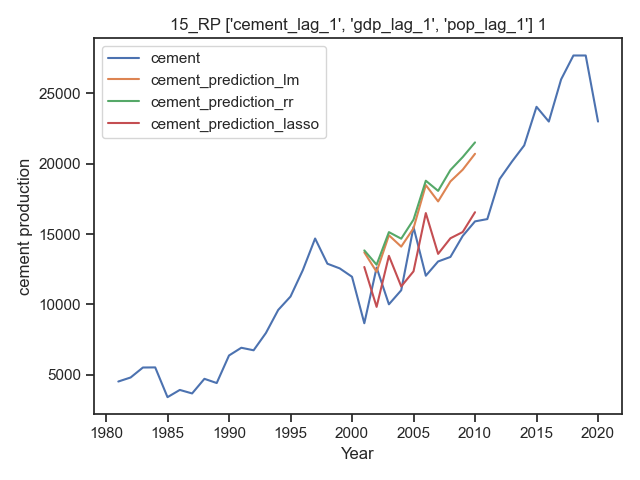 15_RP ['cement_lag_1', 'gdp_lag_1', 'pop_lag_1'] 1
cement
cement_prediction_lm
cement_prediction_rr
cement_prediction_lasso
25000
20000
15000
10000
5000
cement production
1980
1985
1990
1995
2000
2005
2010
2015
2020
Year